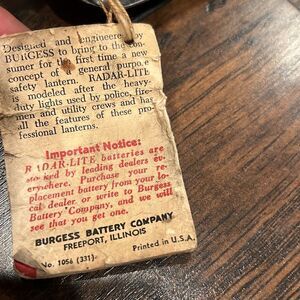 Designed and engineered
BURGESS to bring to the con-
sumer for the first time a new
concept of a general purpose
safety lantern. RADAR-LITE
is modeled after the heavy-
duty lights used by police, fire-
men and utility crews and has
all the features of these pro-
fessional lanterns.
Important Notice:
RADAR-LITE batteries are
stocked by leading dealers ev-
erywhere. Purchase your re-
placement battery from your lo-
cal dealer or write to Burgess
Battery Company, and we will
see that you get one.
BURGESS BATTERY COMPANY
FREEPORT, ILLINOIS
No. 1056 (331) Printed in U.S.A.